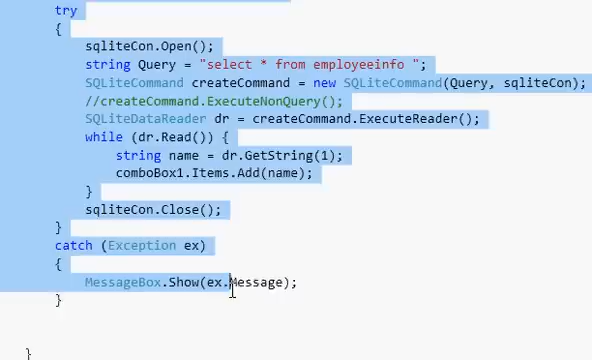 try
{
sqliteCon.Open();
string Query = "select * from employeeinfo ";
SQLiteCommand createCommand = new SQLiteCommand(Query, sqliteCon);
//createCommand.ExecuteNonQuery();
SQLiteDataReader dr = createCommand.ExecuteReader();
while (dr.Read()) {
string name = dr.GetString(1);
comboBox1.Items.Add(name);
}
sqliteCon.Close();
}
catch (Exception ex)
{
MessageBox.Show(ex.Message);
}
}